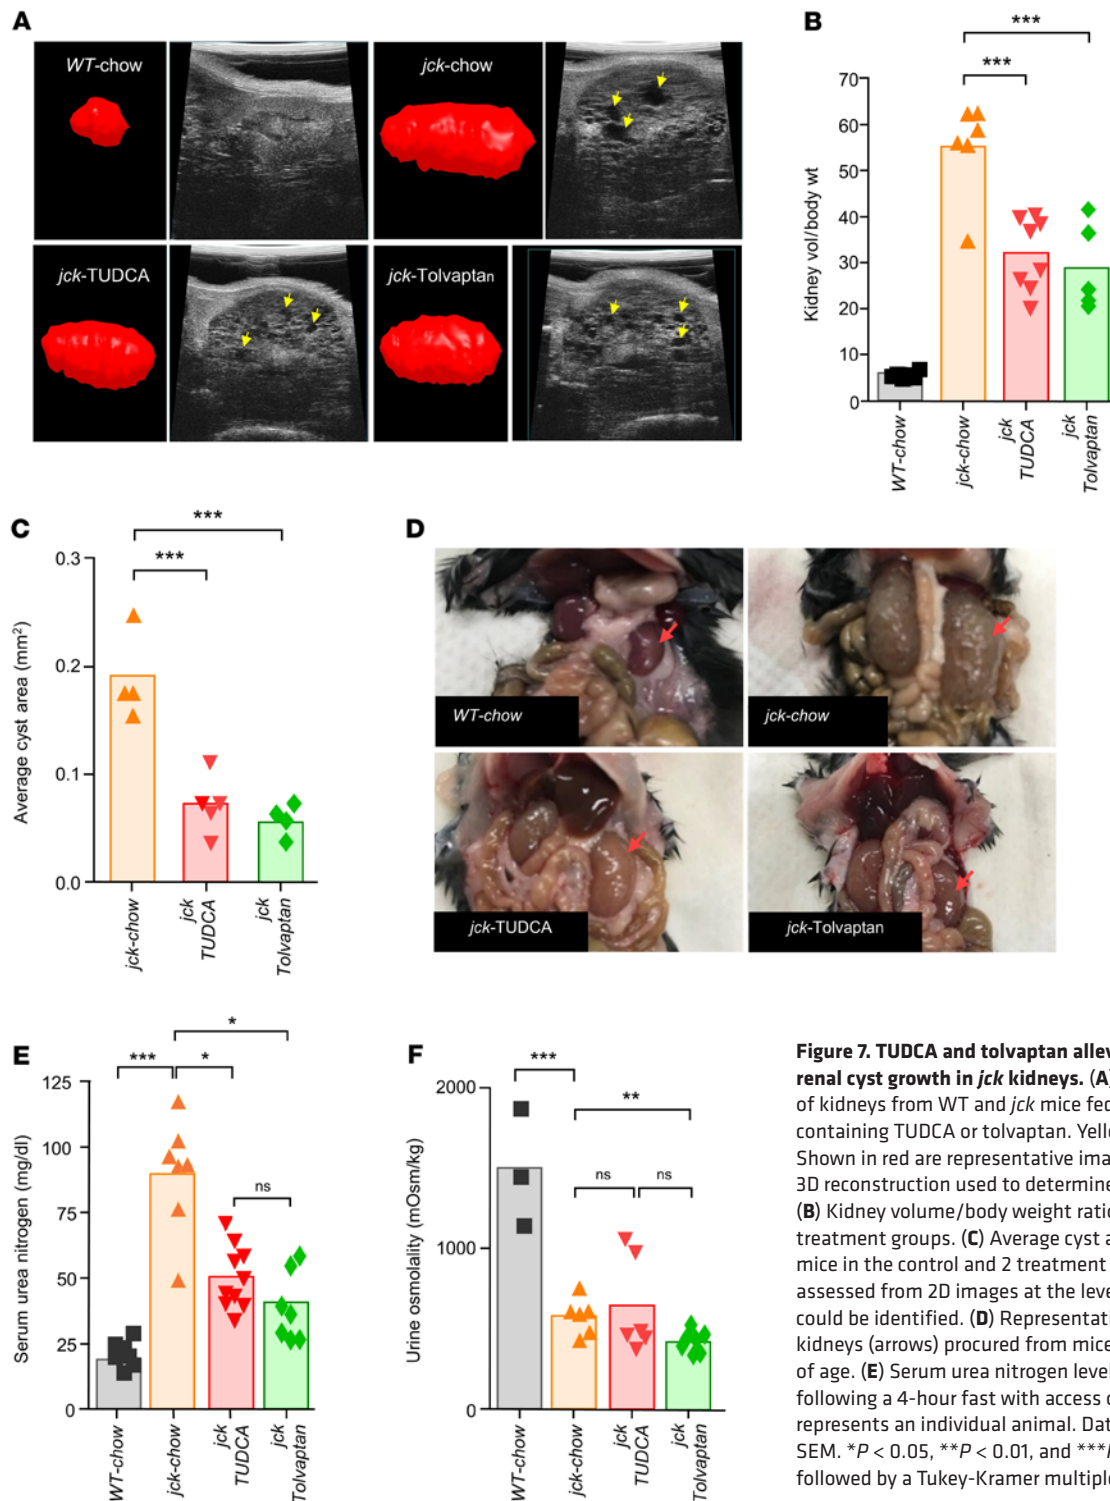 A
WT-chow
jck-chow
jck-TUDCA
jck-Tolvaptan
B
***
***
Kidney vol/body wt
70
60
50
40
30
20
10
0
WT-chow
jck-chow
jck
TUDCA
jck
Tolvaptan
C
***
***
Average cyst area (mm²)
0.3
0.2
0.1
0.0
jck-chow
jck
TUDCA
jck
Tolvaptan
D
WT-chow
jck-chow
jck-TUDCA
jck-Tolvaptan
E
*
***
*
ns
Serum urea nitrogen (mg/dl)
125
100
75
50
25
0
WT-chow
jck-chow
jck
TUDCA
jck
Tolvaptan
F
***
**
ns
ns
Urine osmolality (mOsm/kg)
2000
1000
0
WT-chow
jck-chow
jck
TUDCA
jck
Tolvaptan
Figure 7. TUDCA and tolvaptan allev
renal cyst growth in jck kidneys. (A)
of kidneys from WT and jck mice fed
containing TUDCA or tolvaptan. Yello
Shown in red are representative ima
3D reconstruction used to determine
(B) Kidney volume/body weight ratio
treatment groups. (C) Average cyst a
mice in the control and 2 treatment
assessed from 2D images at the leve
could be identified. (D) Representati
kidneys (arrows) procured from mice
of age. (E) Serum urea nitrogen level
following a 4-hour fast with access o
represents an individual animal. Dat
SEM. *P < 0.05, **P < 0.01, and ***P
followed by a Tukey-Kramer multiple